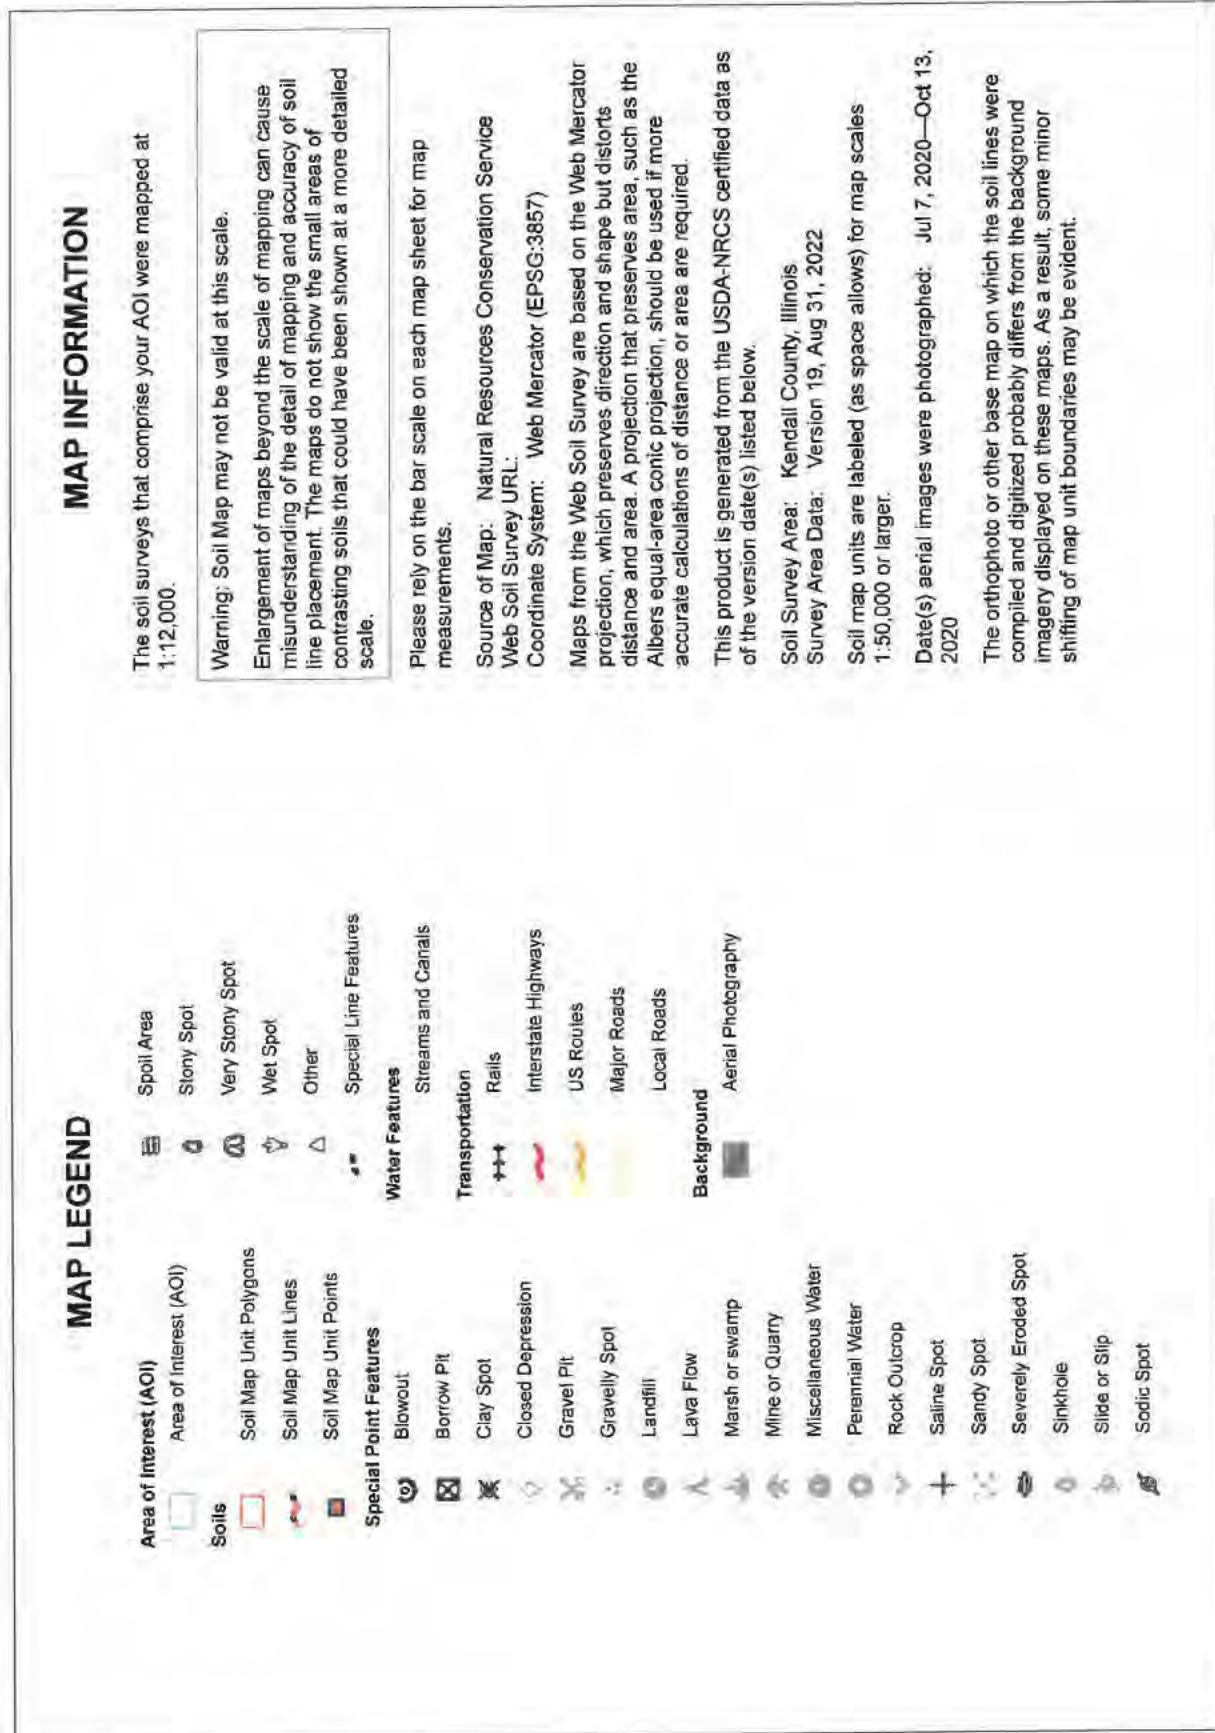 MAP LEGEND
Area of Interest (AOI)
Area of Interest (AOI)
Soils
Soil Map Unit Polygons
Soil Map Unit Lines
Soil Map Unit Points
Special Point Features
Blowout
Borrow Pit
Clay Spot
Closed Depression
Gravel Pit
Gravelly Spot
Landfill
Lava Flow
Marsh or swamp
Mine or Quarry
Miscellaneous Water
Perennial Water
Rock Outcrop
Saline Spot
Sandy Spot
Severely Eroded Spot
Sinkhole
Slide or Slip
Sodic Spot
Spoil Area
Stony Spot
Very Stony Spot
Wet Spot
Other
Special Line Features
Water Features
Streams and Canals
Transportation
Rails
Interstate Highways
US Routes
Major Roads
Local Roads
Background
Aerial Photography
MAP INFORMATION
The soil surveys that comprise your AOI were mapped at
1:12,000.
Warning: Soil Map may not be valid at this scale.
Enlargement of maps beyond the scale of mapping can cause
misunderstanding of the detail of mapping and accuracy of soil
line placement. The maps do not show the small areas of
contrasting soils that could have been shown at a more detailed
scale.
Please rely on the bar scale on each map sheet for map
measurements.
Source of Map: Natural Resources Conservation Service
Web Soil Survey URL:
Coordinate System: Web Mercator (EPSG:3857)
Maps from the Web Soil Survey are based on the Web Mercator
projection, which preserves direction and shape but distorts
distance and area. A projection that preserves area, such as the
Albers equal-area conic projection, should be used if more
accurate calculations of distance or area are required.
This product is generated from the USDA-NRCS certified data as
of the version date(s) listed below.
Soil Survey Area: Kendall County, Illinois
Survey Area Data: Version 19, Aug 31, 2022
Soil map units are labeled (as space allows) for map scales
1:50,000 or larger.
Date(s) aerial images were photographed: Jul 7, 2020—Oct 13,
2020
The orthophoto or other base map on which the soil lines were
compiled and digitized probably differs from the background
imagery displayed on these maps. As a result, some minor
shifting of map unit boundaries may be evident.